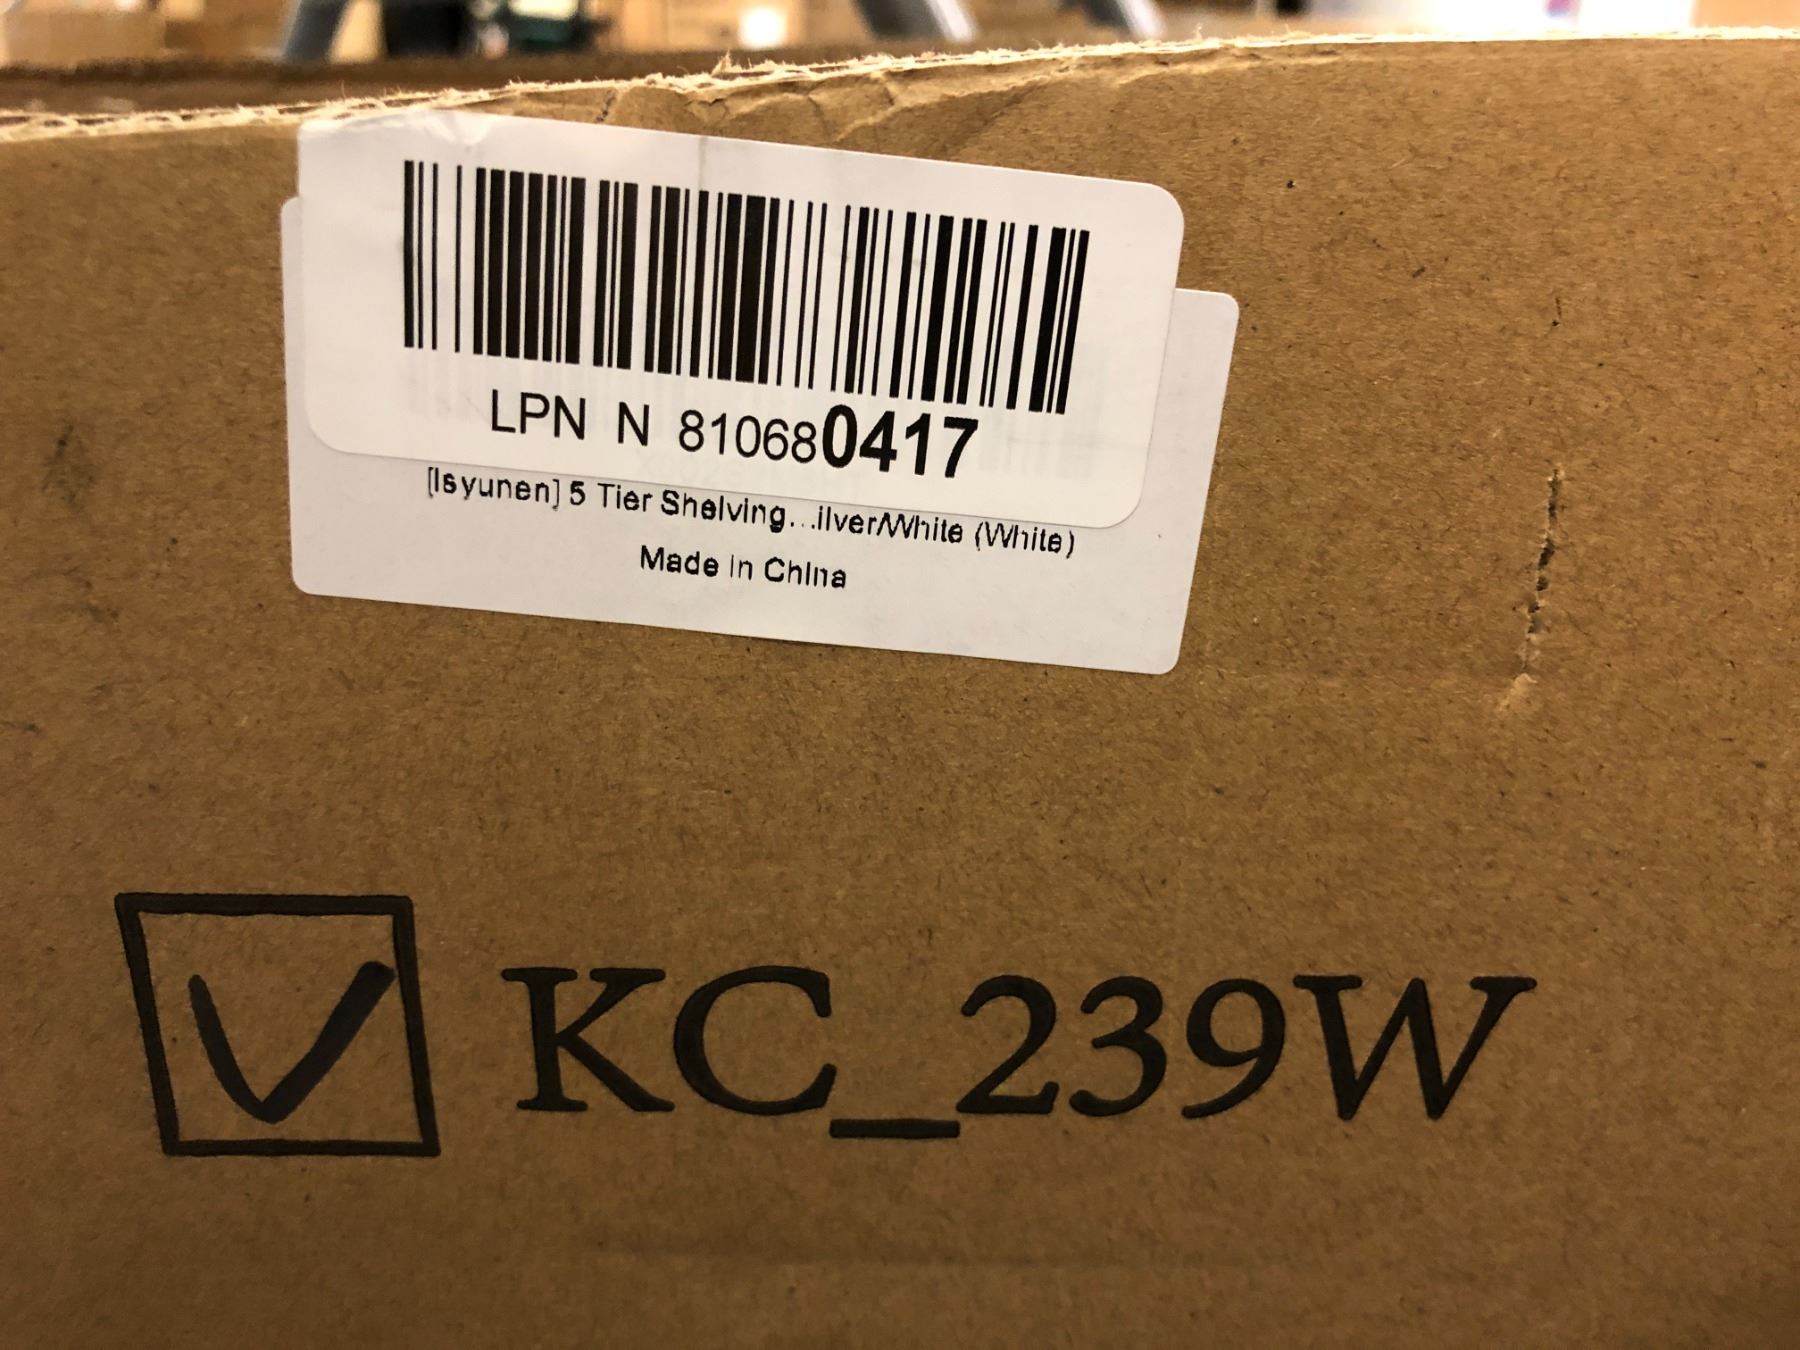 LPN N 810680417
[Isyunen] 5 Tier Shelving...ilver/White (White)
Made in China
KC_239W